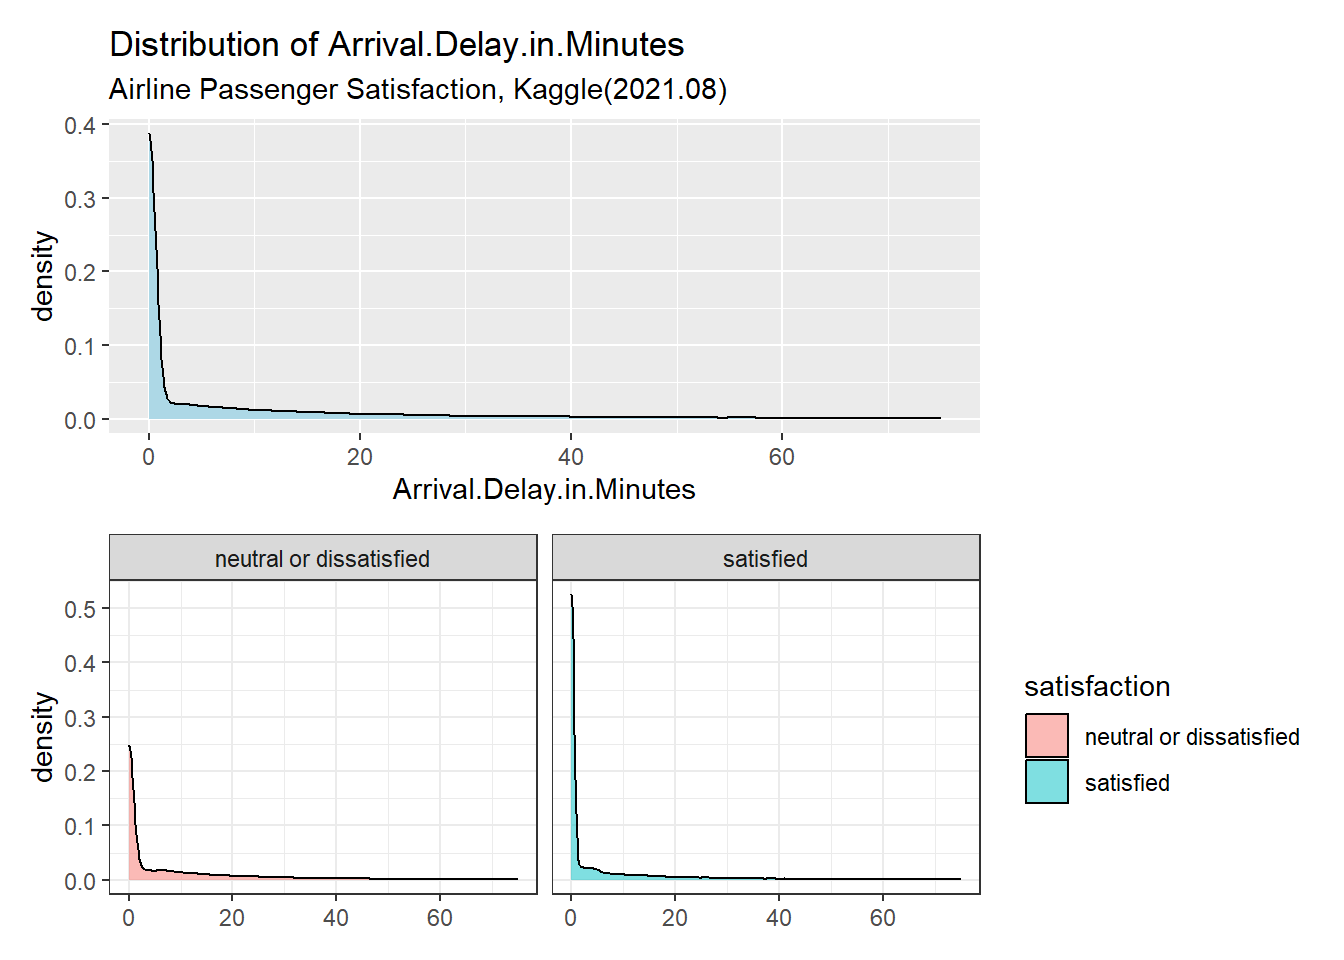 Distribution of Arrival.Delay.in.Minutes
Airline Passenger Satisfaction, Kaggle(2021.08)
density
0.4
0.3
0.2
0.1
0.0
0
20
40
60
Arrival.Delay.in.Minutes
neutral or dissatisfied
satisfied
density
0.5
0.4
0.3
0.2
0.1
0.0
0
20
40
60
0
20
40
60
satisfaction
neutral or dissatisfied
satisfied